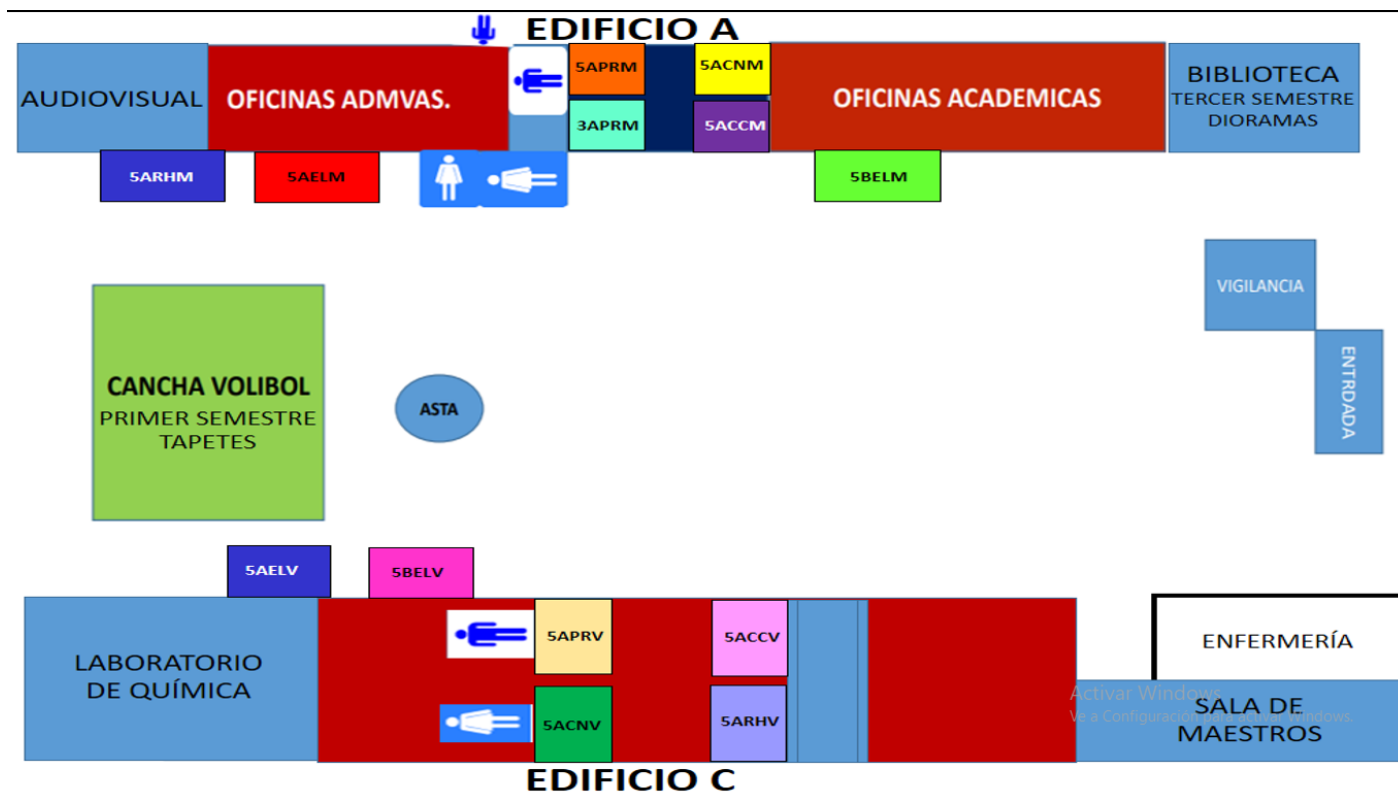 EDIFICIO A
AUDIOVISUAL
OFICINAS ADMVAS.
5APRM
3APRM
5ACNM
5ACCM
OFICINAS ACADEMICAS
BIBLIOTECA
TERCER SEMESTRE
DIORAMAS
5ARHM
5AELM
5BELM
VIGILANCIA
ENTRDADA
CANCHA VOLIBOL
PRIMER SEMESTRE
TAPETES
ASTA
5AELV
5BELV
LABORATORIO
DE QUÍMICA
5APRV
5ACNV
5ACCV
5ARHV
ENFERMERÍA
SALA DE
MAESTROS
Activar Windows
Ve a Configuración para activar Windows.
EDIFICIO C